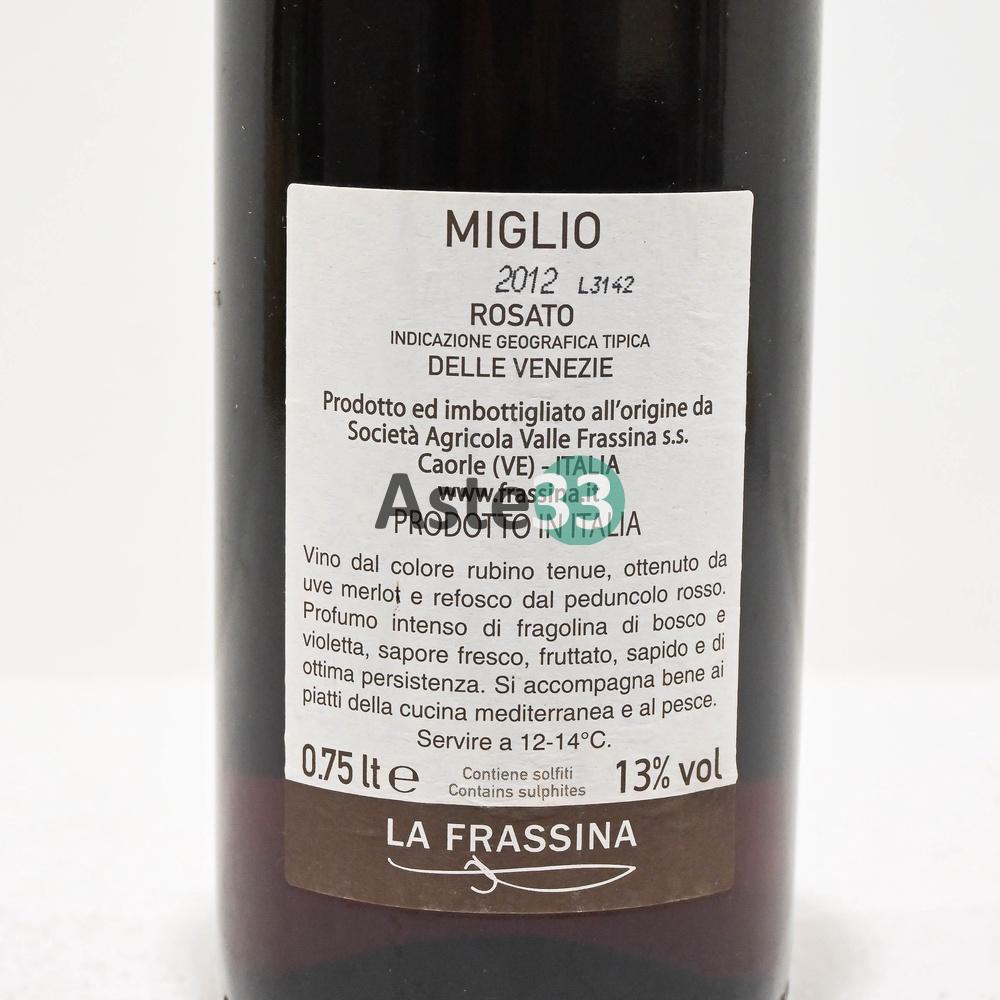 MIGLIO
2012 L3142
ROSATO
INDICAZIONE GEOGRAFICA TIPICA
DELLE VENEZIE
Prodotto ed imbottigliato all'origine da
Società Agricola Valle Frassina s.s.
Caorle (VE) - ITALIA
www.frassina.it
Aste33
PRODOTTO IN ITALIA
Vino dal colore rubino tenue, ottenuto da
uve merlot e refosco dal peduncolo rosso.
Profumo intenso di fragolina di bosco e
violetta, sapore fresco, fruttato, sapido e di
ottima persistenza. Si accompagna bene ai
piatti della cucina mediterranea e al pesce.
Servire a 12-14°C.
0.75 lt ℮ Contiene solfiti 13% vol
Contains sulphites
LA FRASSINA